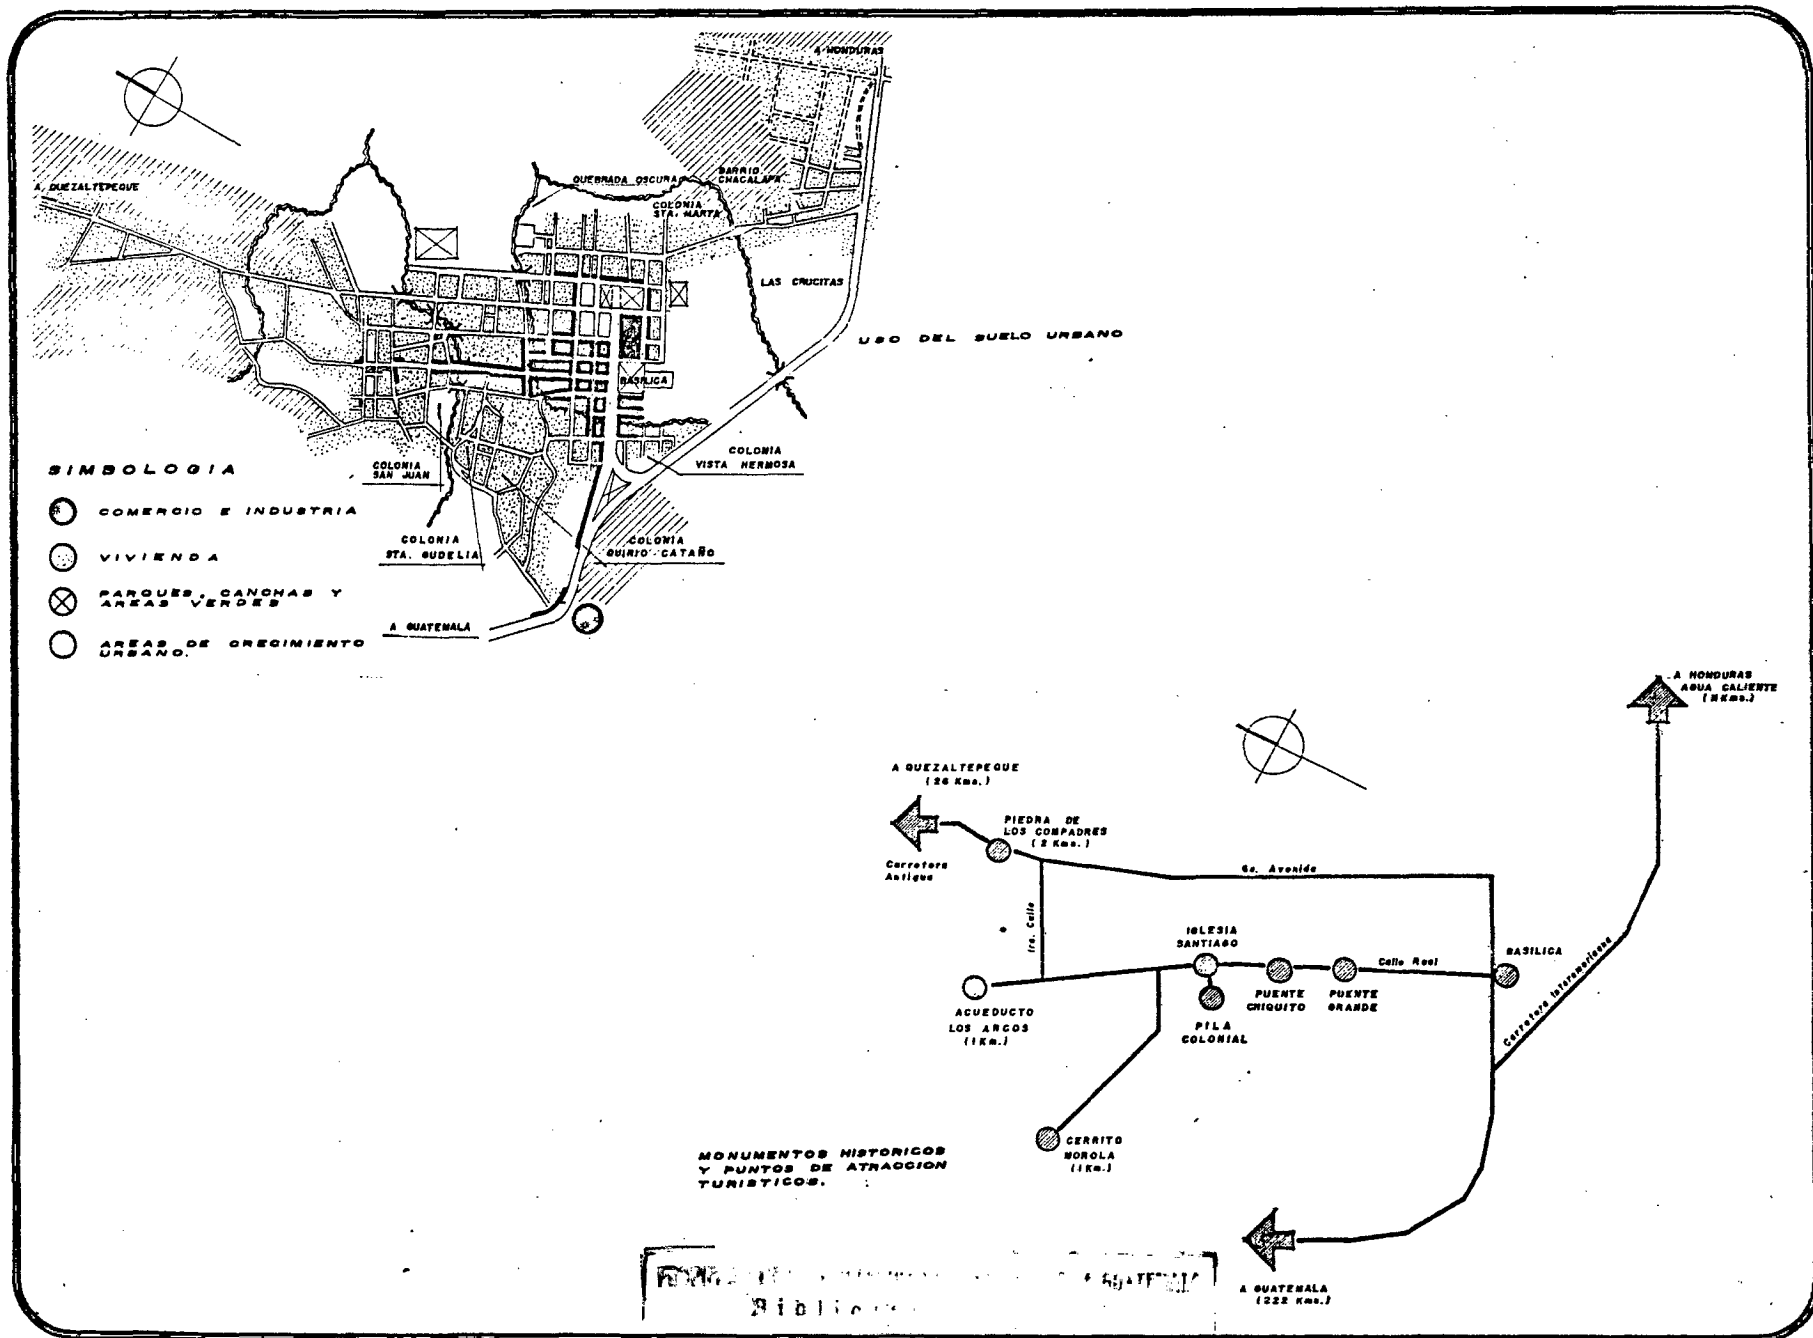 A HONDURAS
A. QUEZALTEPEQUE
QUEBRADA OSCURA
BARRIO
CHACALAPA
COLONIA
STA. MARTA
LAS CRUCITAS
USO DEL SUELO URBANO
BASILICA
COLONIA
VISTA HERMOSA
COLONIA
SAN JUAN
COLONIA
STA. GUDELIA
COLONIA
QUIRIO CATAÑO
A GUATEMALA
SIMBOLOGIA
COMERCIO E INDUSTRIA
VIVIENDA
PARQUES, CANCHAS Y
AREAS VERDES
AREAS DE CRECIMIENTO
URBANO.
A HONDURAS
AGUA CALIENTE
A QUEZALTEPEQUE
(26 Kms.)
Carretera
Antigua
PIEDRA DE
LOS COMPADRES
(2 Kms.)
6a. Avenida
1ra. Calle
IGLESIA
SANTIAGO
Calle Real
BASILICA
PUENTE
CHIQUITO
PUENTE
GRANDE
PILA
COLONIAL
ACUEDUCTO
LOS ARCOS
(1 Km.)
Carretera Interamericana
CERRITO
MOROLA
(1 Km.)
MONUMENTOS HISTORICOS
Y PUNTOS DE ATRACCION
TURISTICOS.
A GUATEMALA
(222 Kms.)